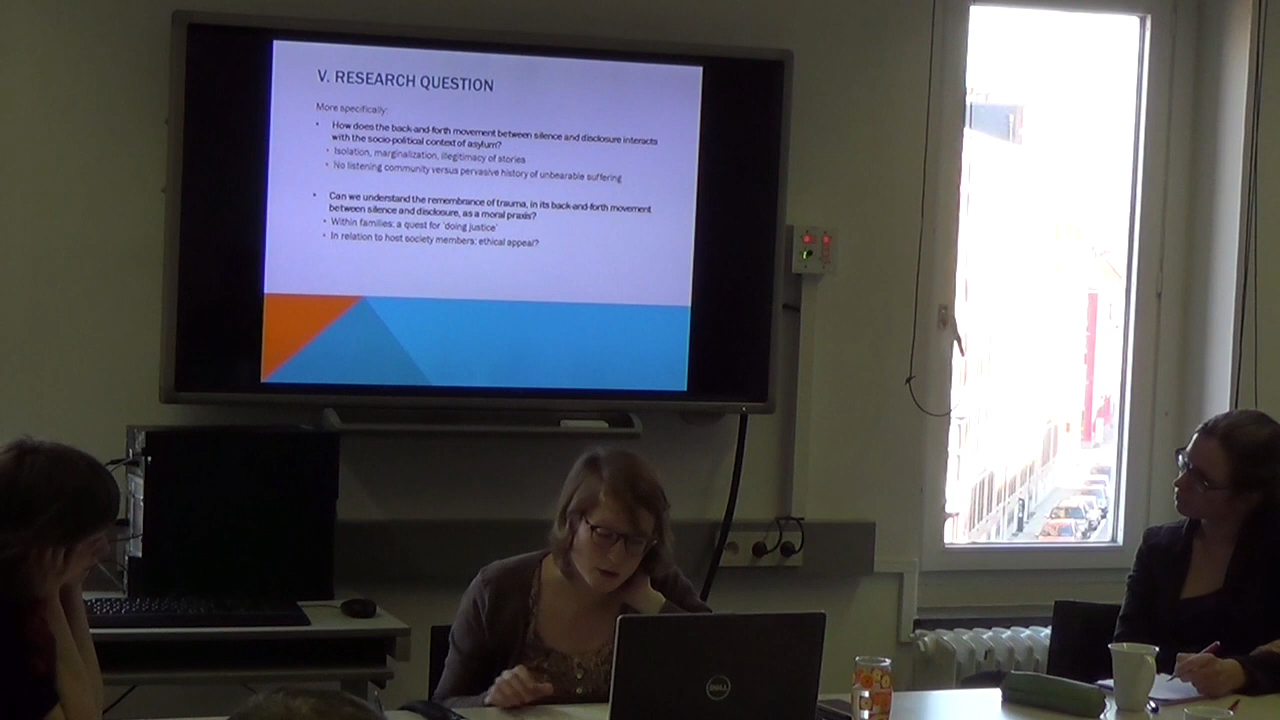 V. RESEARCH QUESTION
More specifically:
• How does the back-and-forth movement between silence and disclosure interacts
with the socio-political context of asylum?
• Isolation, marginalization, illegitimacy of stories
• No listening community versus pervasive history of unbearable suffering
• Can we understand the remembrance of trauma, in its back-and-forth movement
between silence and disclosure, as a moral praxis?
• Within families: a quest for 'doing justice'
• In relation to host society members: ethical appeal?
DELL